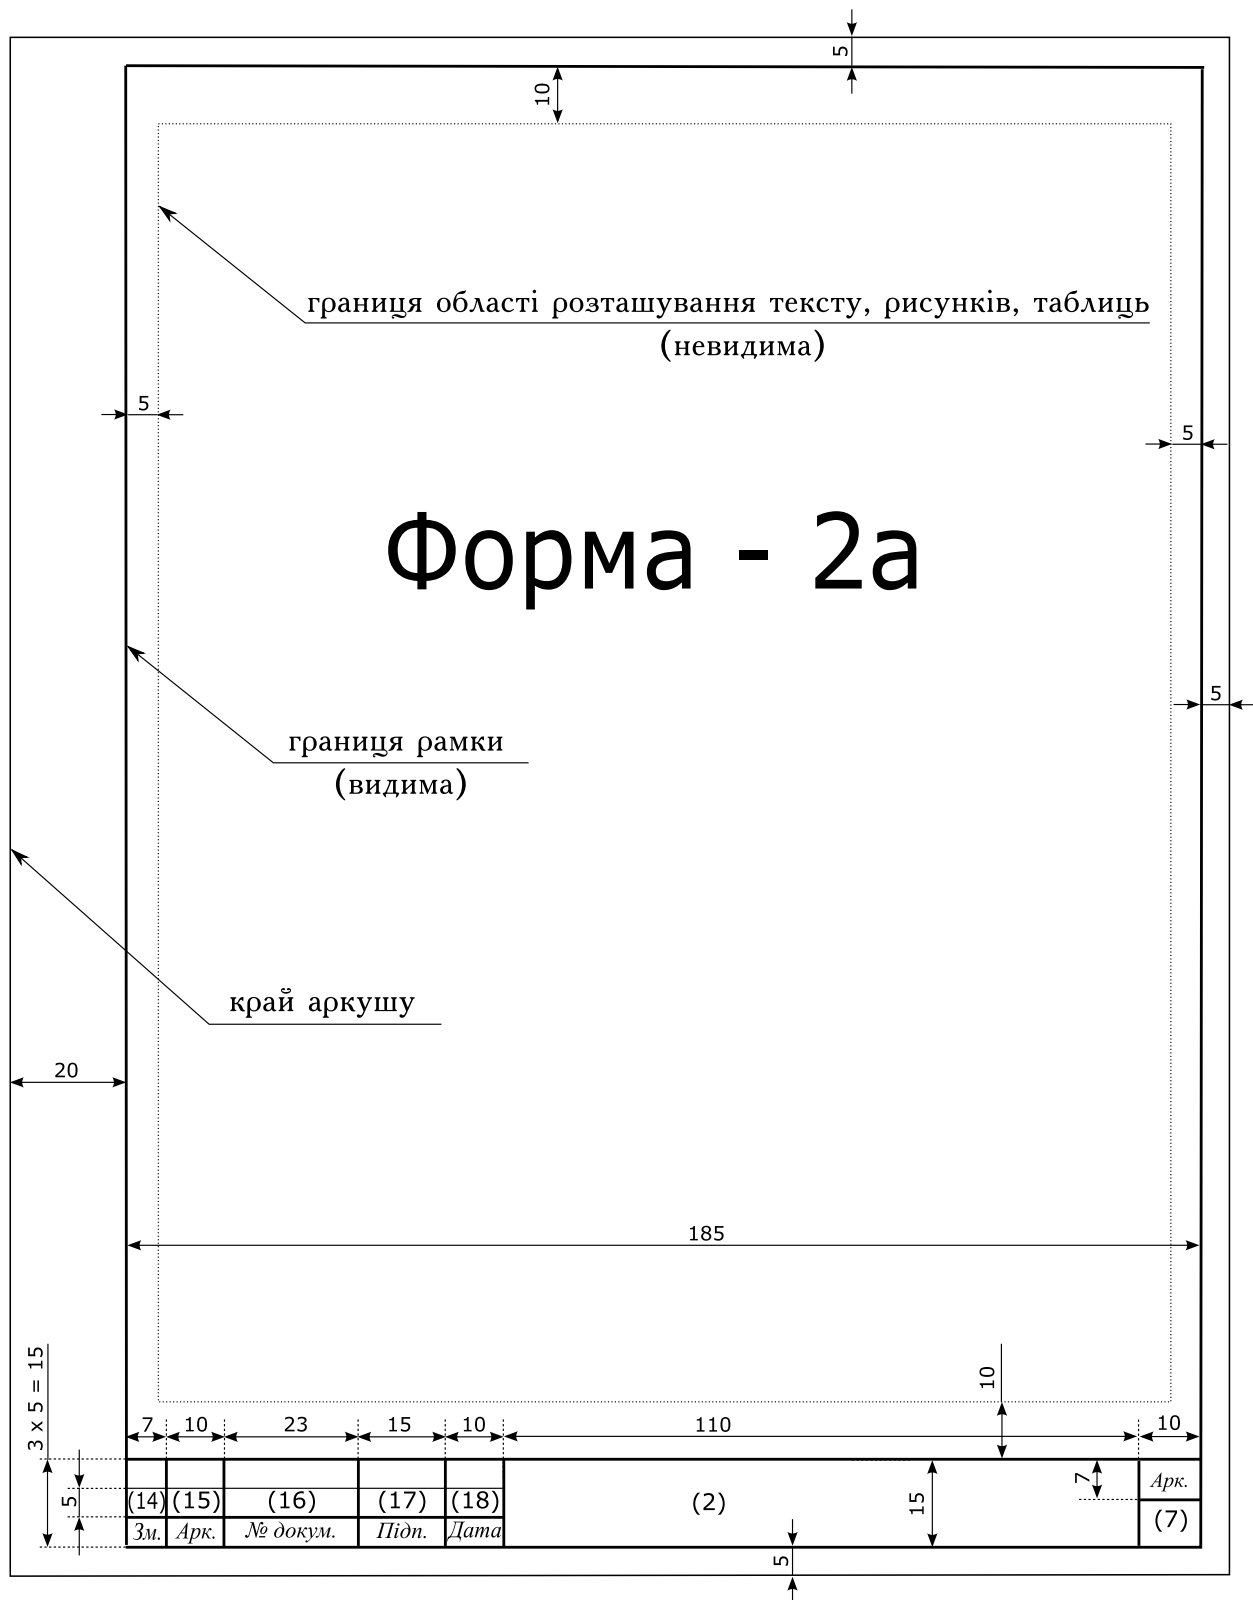 5
10
границя області розташування тексту, рисунків, таблиць
(невидима)
5
5
Форма - 2а
5
границя рамки
(видима)
край аркушу
20
185
3 x 5 = 15
10
7 10 23 15 10 110 10
5
(14) (15) (16) (17) (18)
(2)
15
7
Арк.
(7)
Зм. Арк. № докум. Підп. Дата
5